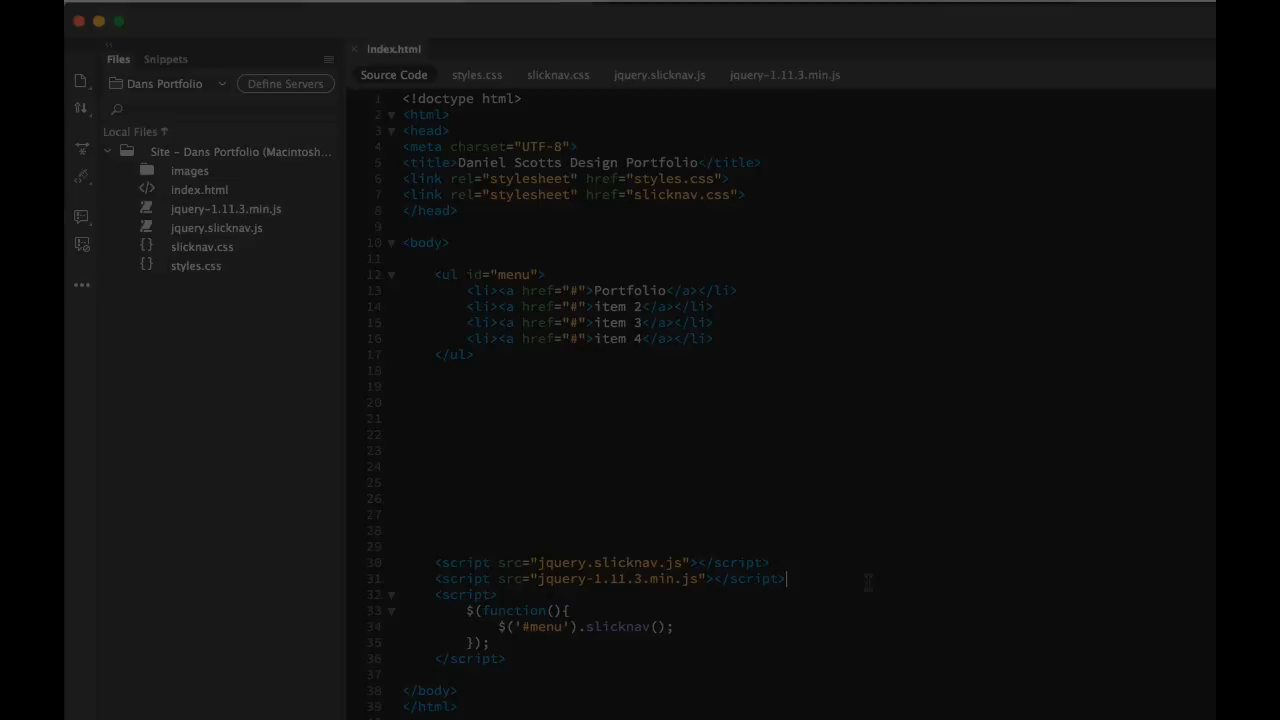 Files Snippets
Dans Portfolio Define Servers
Local Files ↑
Site - Dans Portfolio (Macintosh...
images
index.html
jquery-1.11.3.min.js
jquery.slicknav.js
slicknav.css
styles.css
index.html
Source Code styles.css slicknav.css jquery.slicknav.js jquery-1.11.3.min.js
1 <!doctype html>
2 <html>
3 <head>
4 <meta charset="UTF-8">
5 <title>Daniel Scotts Design Portfolio</title>
6 <link rel="stylesheet" href="styles.css">
7 <link rel="stylesheet" href="slicknav.css">
8 </head>
9
10 <body>
11
12 <ul id="menu">
13 <li><a href="#">Portfolio</a></li>
14 <li><a href="#">item 2</a></li>
15 <li><a href="#">item 3</a></li>
16 <li><a href="#">item 4</a></li>
17 </ul>
18
19
20
21
22
23
24
25
26
27
28
29
30 <script src="jquery.slicknav.js"></script>
31 <script src="jquery-1.11.3.min.js"></script>
32 <script>
33 $(function(){
34 $('#menu').slicknav();
35 });
36 </script>
37
38 </body>
39 </html>